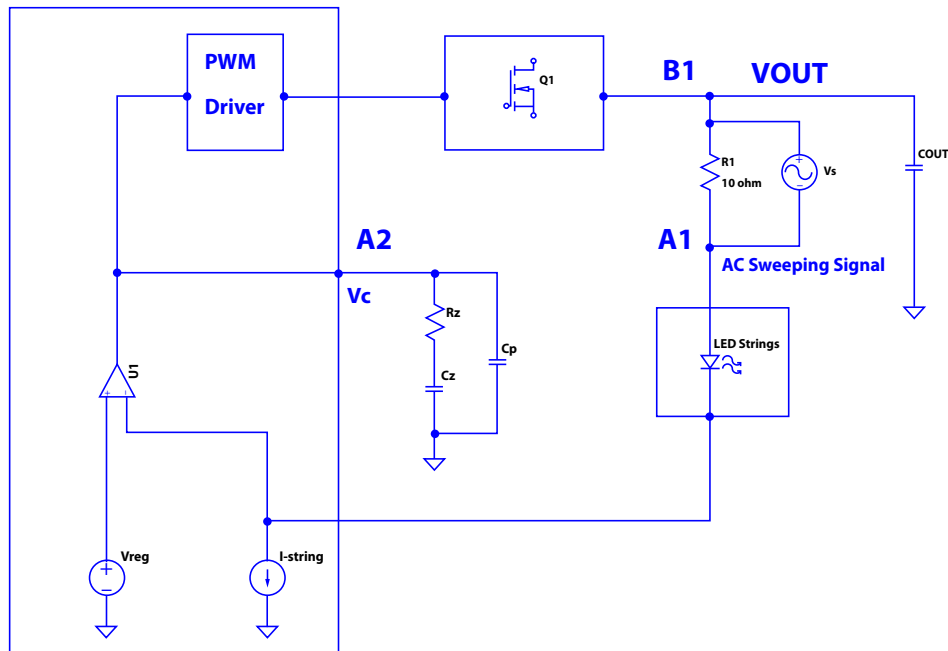 PWM
Driver
Q1
B1
VOUT
R1
10 ohm
Vs
COUT
A2
A1
AC Sweeping Signal
Vc
Rz
Cp
Cz
LED Strings
U1
Vreg
I-string